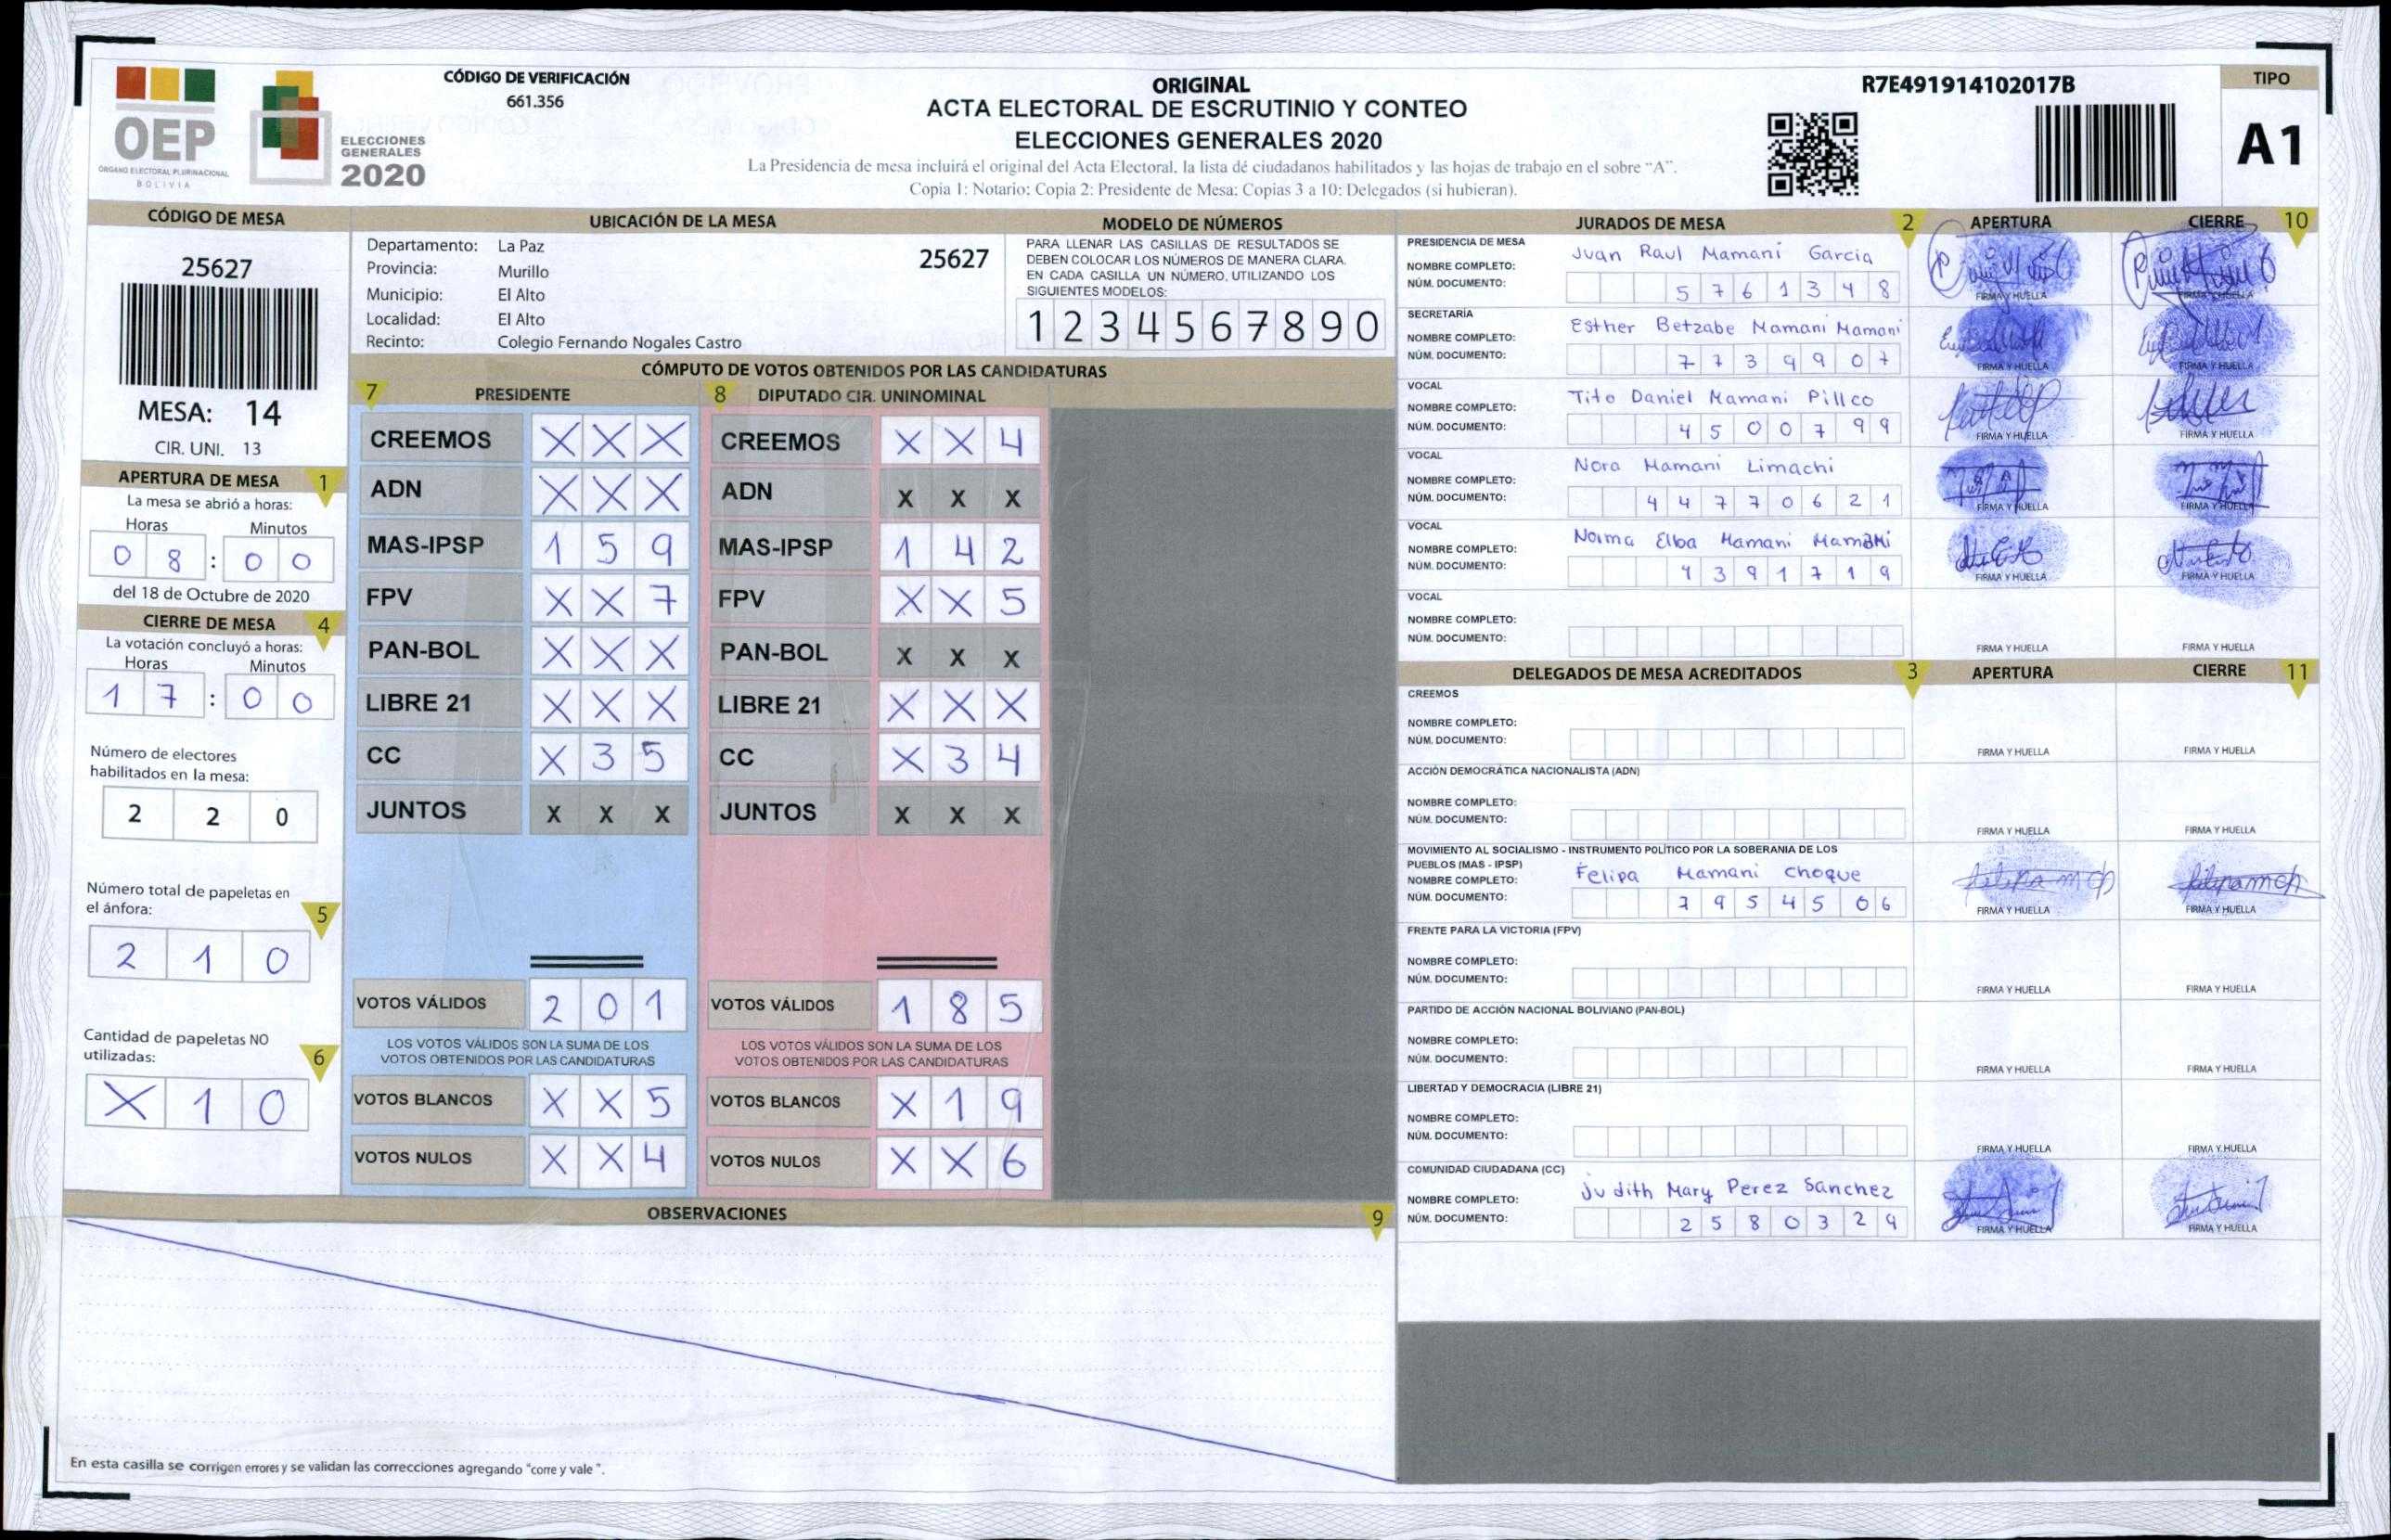 OEP
ÓRGANO ELECTORAL PLURINACIONAL
BOLIVIA
ELECCIONES
GENERALES
2020
CÓDIGO DE VERIFICACIÓN
661.356
ORIGINAL
ACTA ELECTORAL DE ESCRUTINIO Y CONTEO
ELECCIONES GENERALES 2020
La Presidencia de mesa incluirá el original del Acta Electoral, la lista dé ciudadanos habilitados y las hojas de trabajo en el sobre “A”.
Copia 1: Notario; Copia 2: Presidente de Mesa; Copias 3 a 10: Delegados (si hubieran).
R7E491914102017B
TIPO
A1
CÓDIGO DE MESA
25627
MESA: 14
CIR. UNI. 13
APERTURA DE MESA 1
La mesa se abrió a horas:
Horas Minutos
0 8 : 0 0
del 18 de Octubre de 2020
CIERRE DE MESA 4
La votación concluyó a horas:
Horas Minutos
1 7 : 0 0
Número de electores
habilitados en la mesa:
2 2 0
Número total de papeletas en
el ánfora: 5
2 1 0
Cantidad de papeletas NO
utilizadas: 6
X 1 0
UBICACIÓN DE LA MESA
Departamento: La Paz 25627
Provincia: Murillo
Municipio: El Alto
Localidad: El Alto
Recinto: Colegio Fernando Nogales Castro
MODELO DE NÚMEROS
PARA LLENAR LAS CASILLAS DE RESULTADOS SE
DEBEN COLOCAR LOS NÚMEROS DE MANERA CLARA.
EN CADA CASILLA UN NÚMERO, UTILIZANDO LOS
SIGUIENTES MODELOS:
1 2 3 4 5 6 7 8 9 0
CÓMPUTO DE VOTOS OBTENIDOS POR LAS CANDIDATURAS
7 PRESIDENTE 8 DIPUTADO CIR. UNINOMINAL
CREEMOS X X X CREEMOS X X 4
ADN X X X ADN X X X
MAS-IPSP 1 5 9 MAS-IPSP 1 4 2
FPV X X 7 FPV X X 5
PAN-BOL X X X PAN-BOL X X X
LIBRE 21 X X X LIBRE 21 X X X
CC X 3 5 CC X 3 4
JUNTOS X X X JUNTOS X X X
VOTOS VÁLIDOS 2 0 1 VOTOS VÁLIDOS 1 8 5
LOS VOTOS VÁLIDOS SON LA SUMA DE LOS LOS VOTOS VÁLIDOS SON LA SUMA DE LOS
VOTOS OBTENIDOS POR LAS CANDIDATURAS VOTOS OBTENIDOS POR LAS CANDIDATURAS
VOTOS BLANCOS X X 5 VOTOS BLANCOS X 1 9
VOTOS NULOS X X 4 VOTOS NULOS X X 6
OBSERVACIONES 9
En esta casilla se corrigen errores y se validan las correcciones agregando "corre y vale ".
JURADOS DE MESA 2 APERTURA CIERRE 10
PRESIDENCIA DE MESA
NOMBRE COMPLETO: Juan Raul Mamani Garcia
NÚM. DOCUMENTO: 5 7 6 1 3 4 8
FIRMA Y HUELLA FIRMA Y HUELLA
SECRETARÍA
NOMBRE COMPLETO: Esther Betzabe Mamani Mamani
NÚM. DOCUMENTO: 7 7 3 9 9 0 7
FIRMA Y HUELLA FIRMA Y HUELLA
VOCAL
NOMBRE COMPLETO: Tito Daniel Mamani Pillco
NÚM. DOCUMENTO: 4 5 0 0 7 9 9
FIRMA Y HUELLA FIRMA Y HUELLA
VOCAL
NOMBRE COMPLETO: Nora Mamani Limachi
NÚM. DOCUMENTO: 4 4 7 7 0 6 2 1
FIRMA Y HUELLA FIRMA Y HUELLA
VOCAL
NOMBRE COMPLETO: Norma Elba Mamani Mamani
NÚM. DOCUMENTO: 4 3 9 1 7 1 9
FIRMA Y HUELLA FIRMA Y HUELLA
VOCAL
NOMBRE COMPLETO:
NÚM. DOCUMENTO:
FIRMA Y HUELLA FIRMA Y HUELLA
DELEGADOS DE MESA ACREDITADOS 3 APERTURA CIERRE 11
CREEMOS
NOMBRE COMPLETO:
NÚM. DOCUMENTO:
FIRMA Y HUELLA FIRMA Y HUELLA
ACCIÓN DEMOCRÁTICA NACIONALISTA (ADN)
NOMBRE COMPLETO:
NÚM. DOCUMENTO:
FIRMA Y HUELLA FIRMA Y HUELLA
MOVIMIENTO AL SOCIALISMO - INSTRUMENTO POLÍTICO POR LA SOBERANIA DE LOS
PUEBLOS (MAS - IPSP)
NOMBRE COMPLETO: Felipa Mamani Choque
NÚM. DOCUMENTO: 7 9 5 4 5 0 6
FIRMA Y HUELLA FIRMA Y HUELLA
FRENTE PARA LA VICTORIA (FPV)
NOMBRE COMPLETO:
NÚM. DOCUMENTO:
FIRMA Y HUELLA FIRMA Y HUELLA
PARTIDO DE ACCIÓN NACIONAL BOLIVIANO (PAN-BOL)
NOMBRE COMPLETO:
NÚM. DOCUMENTO:
FIRMA Y HUELLA FIRMA Y HUELLA
LIBERTAD Y DEMOCRACIA (LIBRE 21)
NOMBRE COMPLETO:
NÚM. DOCUMENTO:
FIRMA Y HUELLA FIRMA Y HUELLA
COMUNIDAD CIUDADANA (CC)
NOMBRE COMPLETO: Judith Mary Perez Sanchez
NÚM. DOCUMENTO: 2 5 8 0 3 2 9
FIRMA Y HUELLA FIRMA Y HUELLA